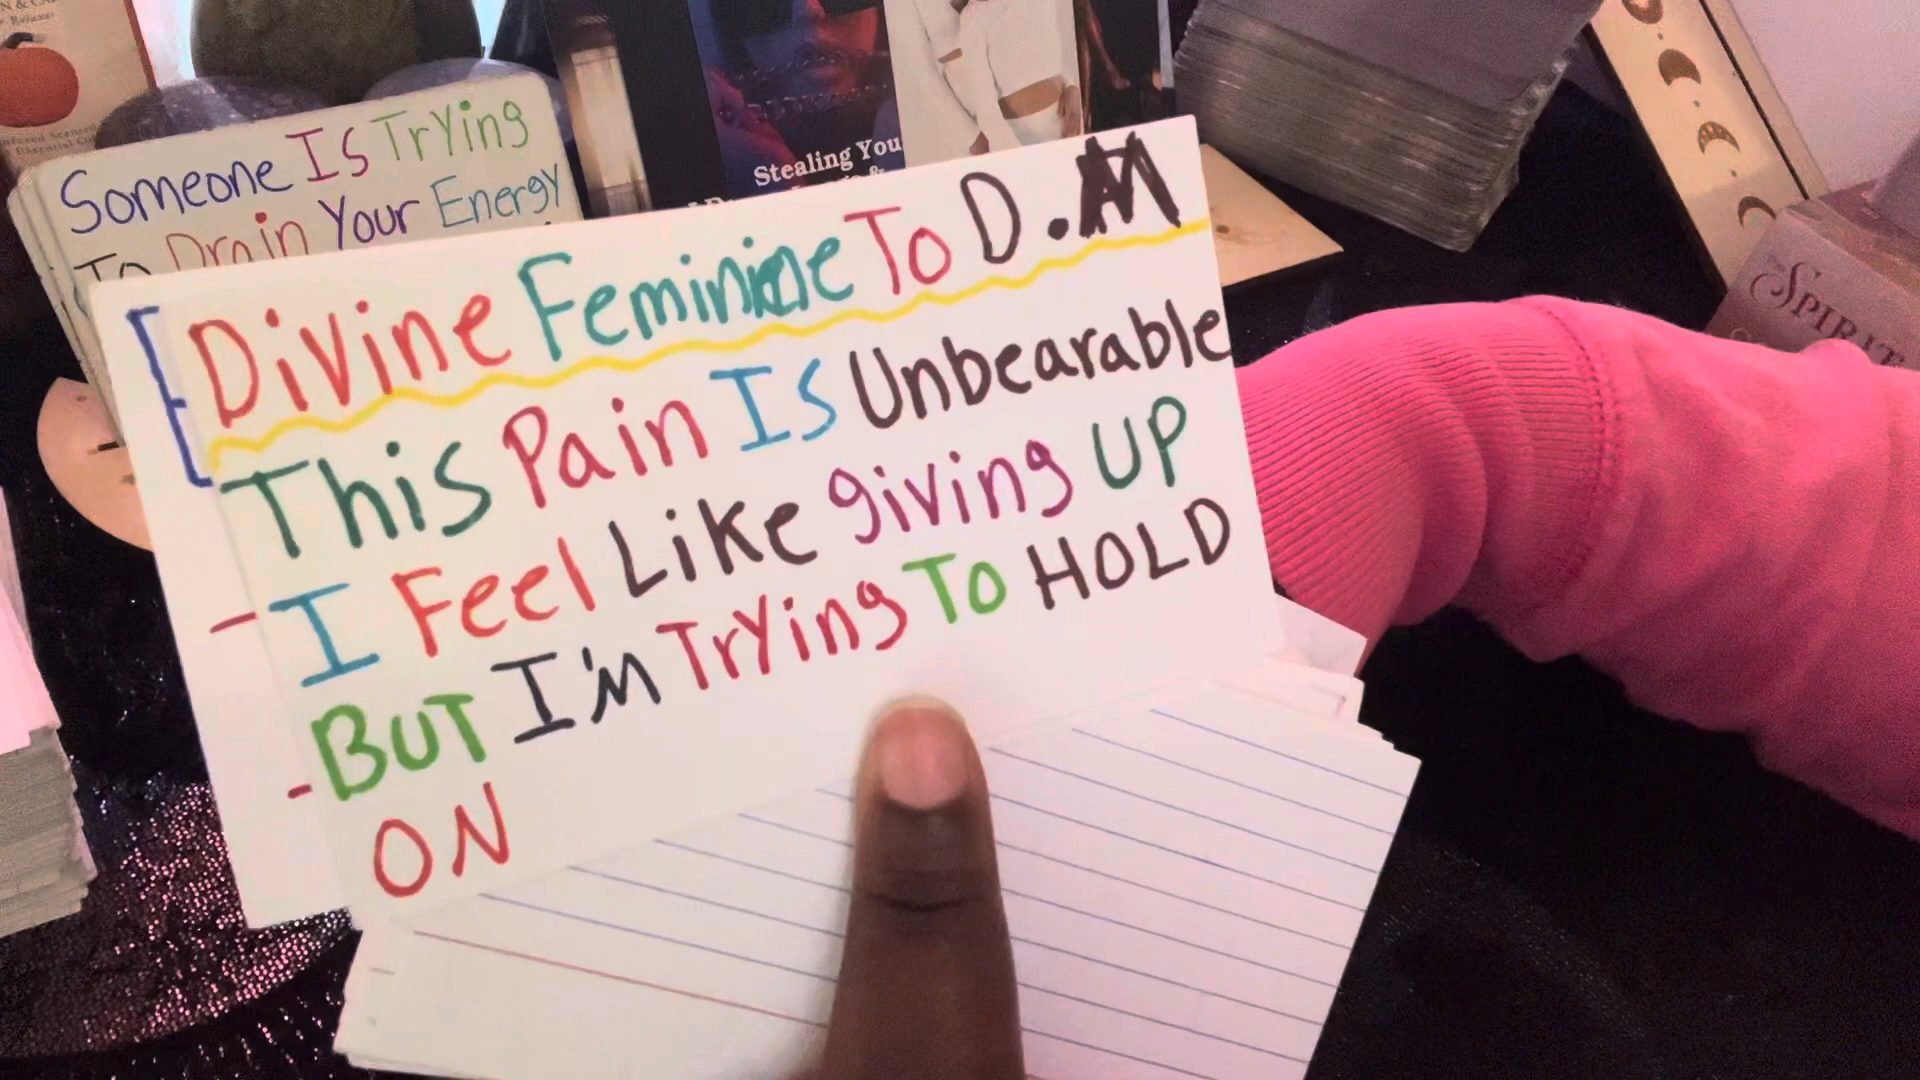 Someone Is Trying
To Drain Your Energy
Stealing You
&
Divine Feminine To D.M
This Pain Is Unbearable
- I Feel Like giving UP
- BUT I'm Trying To HOLD
ON
SPIRIT